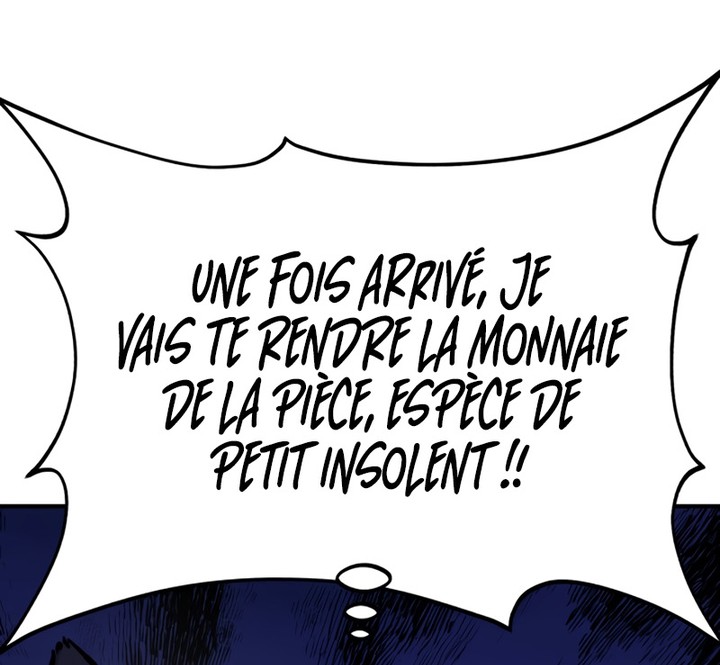 UNE FOIS ARRIVÉ, JE
VAIS TE RENDRE LA MONNAIE
DE LA PIÈCE, ESPÈCE DE
PETIT INSOLENT !!